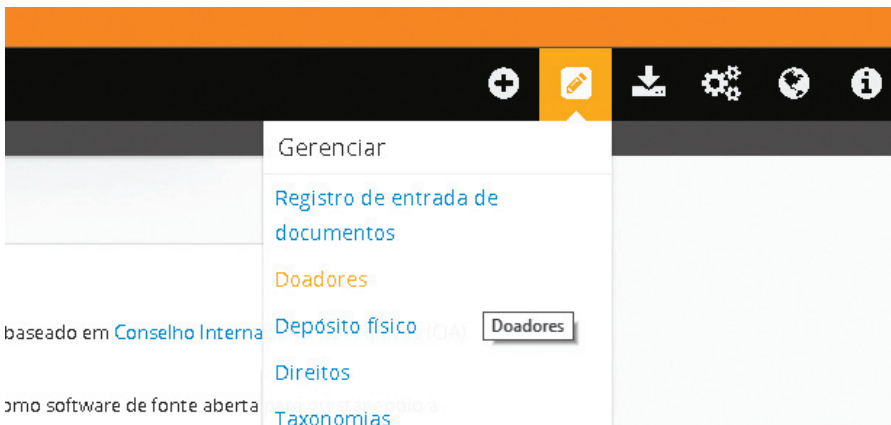 Gerenciar
Registro de entrada de
documentos
Doadores
Depósito físico
Doadores
baseado em Conselho Interna
Direitos
omo software de fonte aberta
Taxonomias